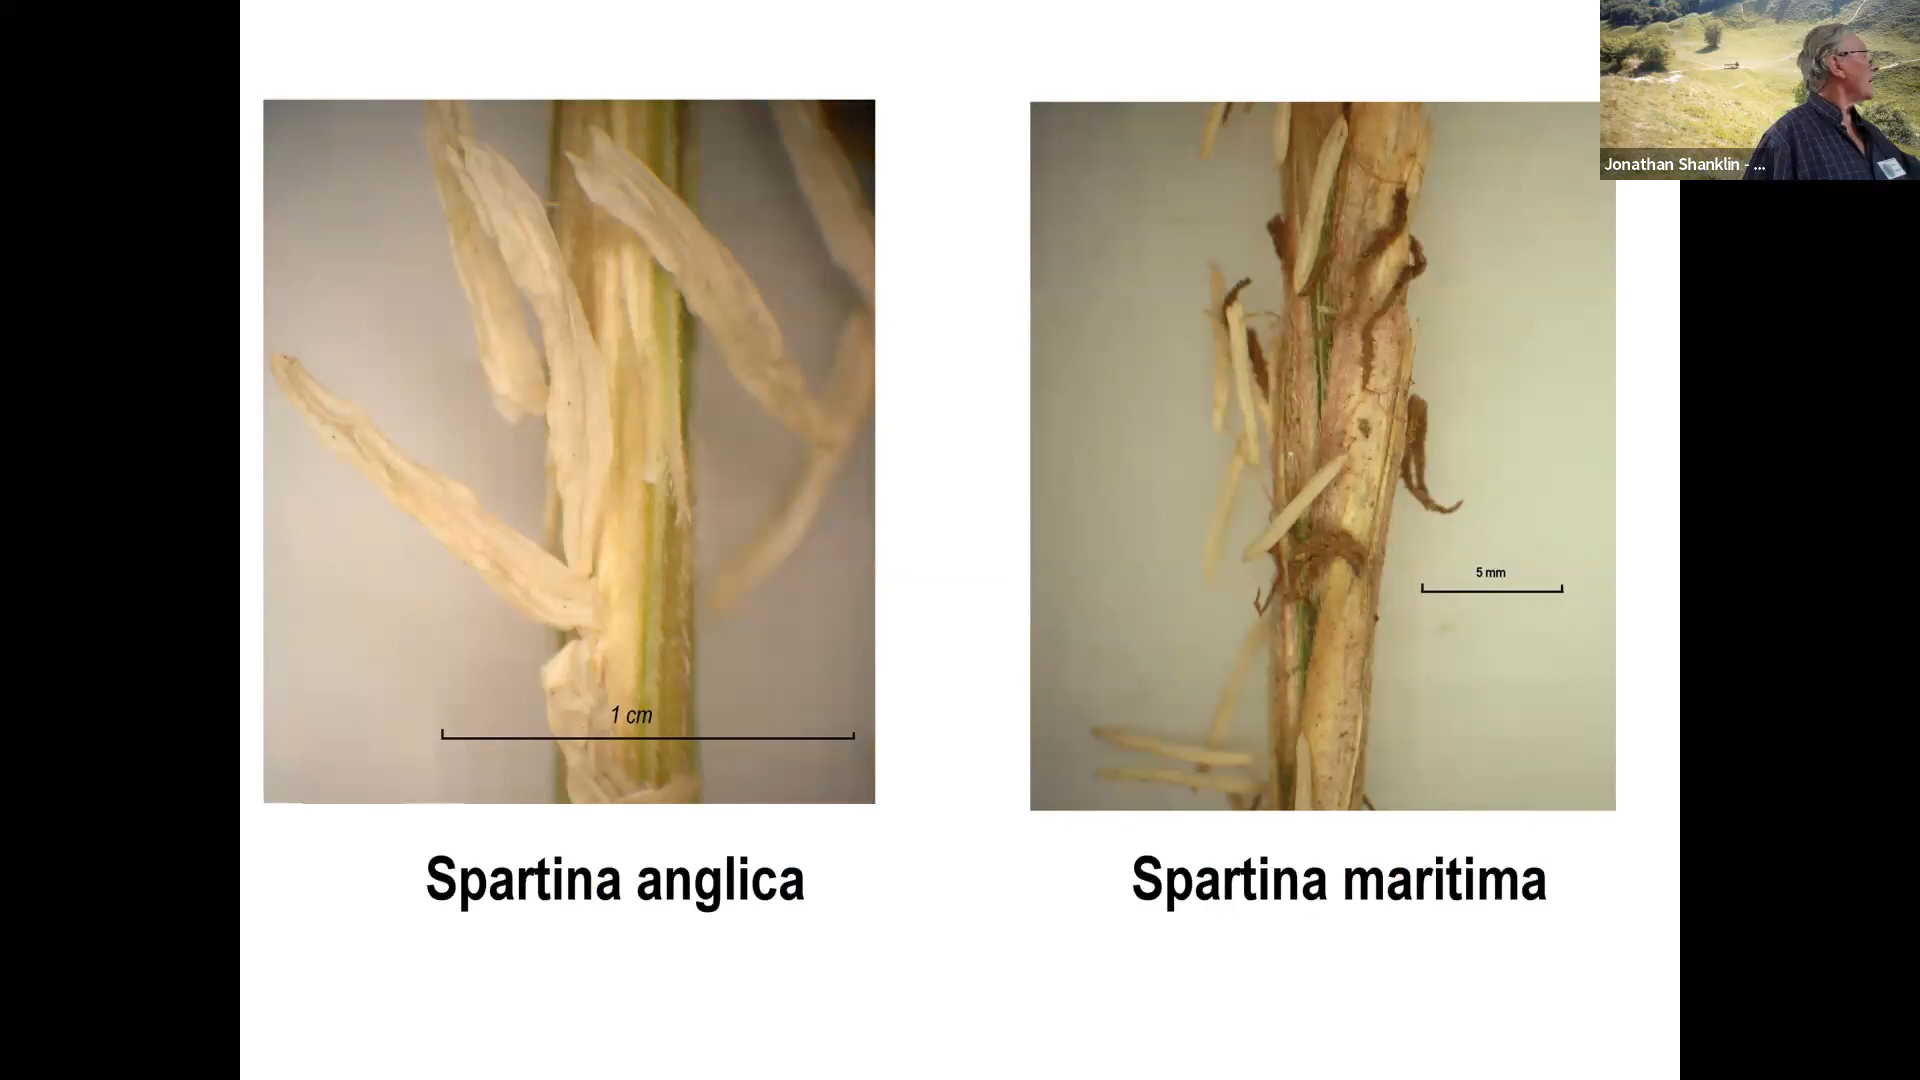 Jonathan Shanklin - ...
5 mm
1 cm
Spartina anglica
Spartina maritima